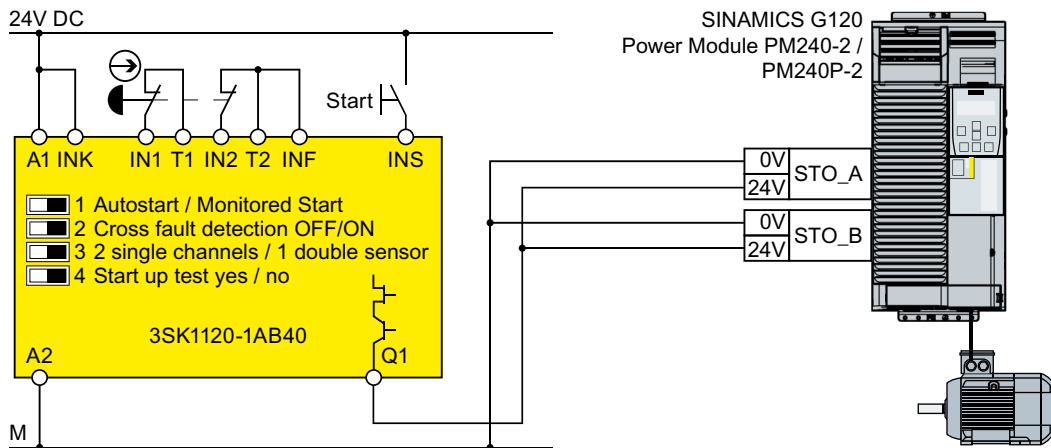 24V DC
SINAMICS G120
Power Module PM240-2 /
PM240P-2
Start
A1 INK IN1 T1 IN2 T2 INF INS
0V
STO_A
24V
1 Autostart / Monitored Start
2 Cross fault detection OFF/ON
3 2 single channels / 1 double sensor
4 Start up test yes / no
0V
STO_B
24V
3SK1120-1AB40
A2
Q1
M